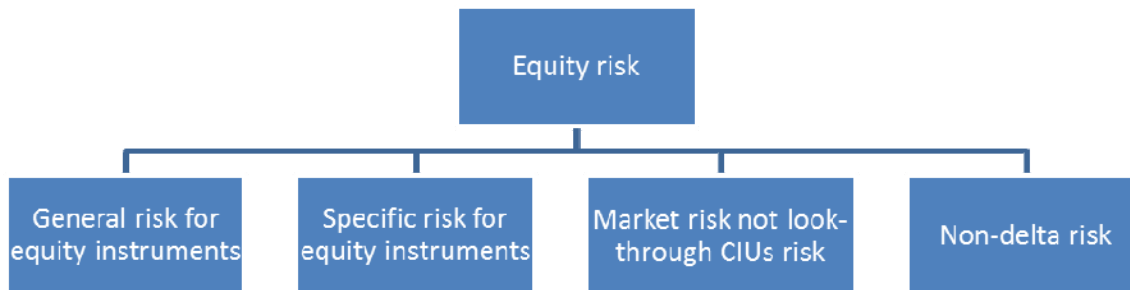 Equity risk
General risk for
equity instruments
Specific risk for
equity instruments
Market risk not look-
through CIUs risk
Non-delta risk